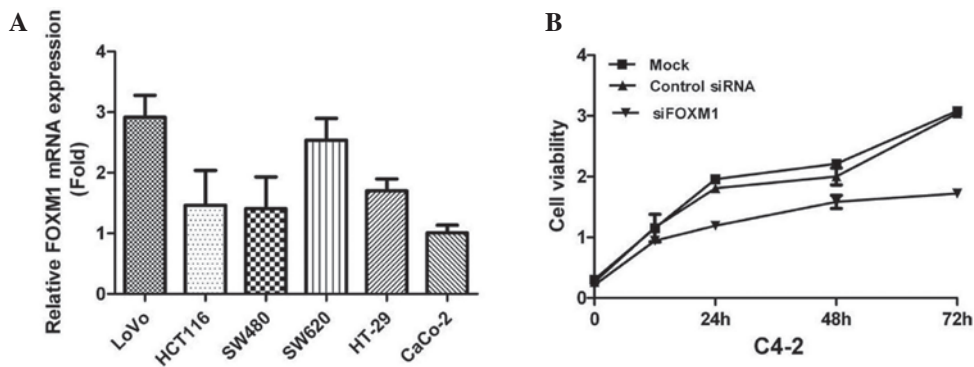 A
Relative FOXM1 mRNA expression
(Fold)
4
3
2
1
0
LoVo
HCT116
SW480
SW620
HT-29
CaCo-2
B
Cell viability
4
3
2
1
0
Mock
Control siRNA
siFOXM1
0
24h
48h
72h
C4-2